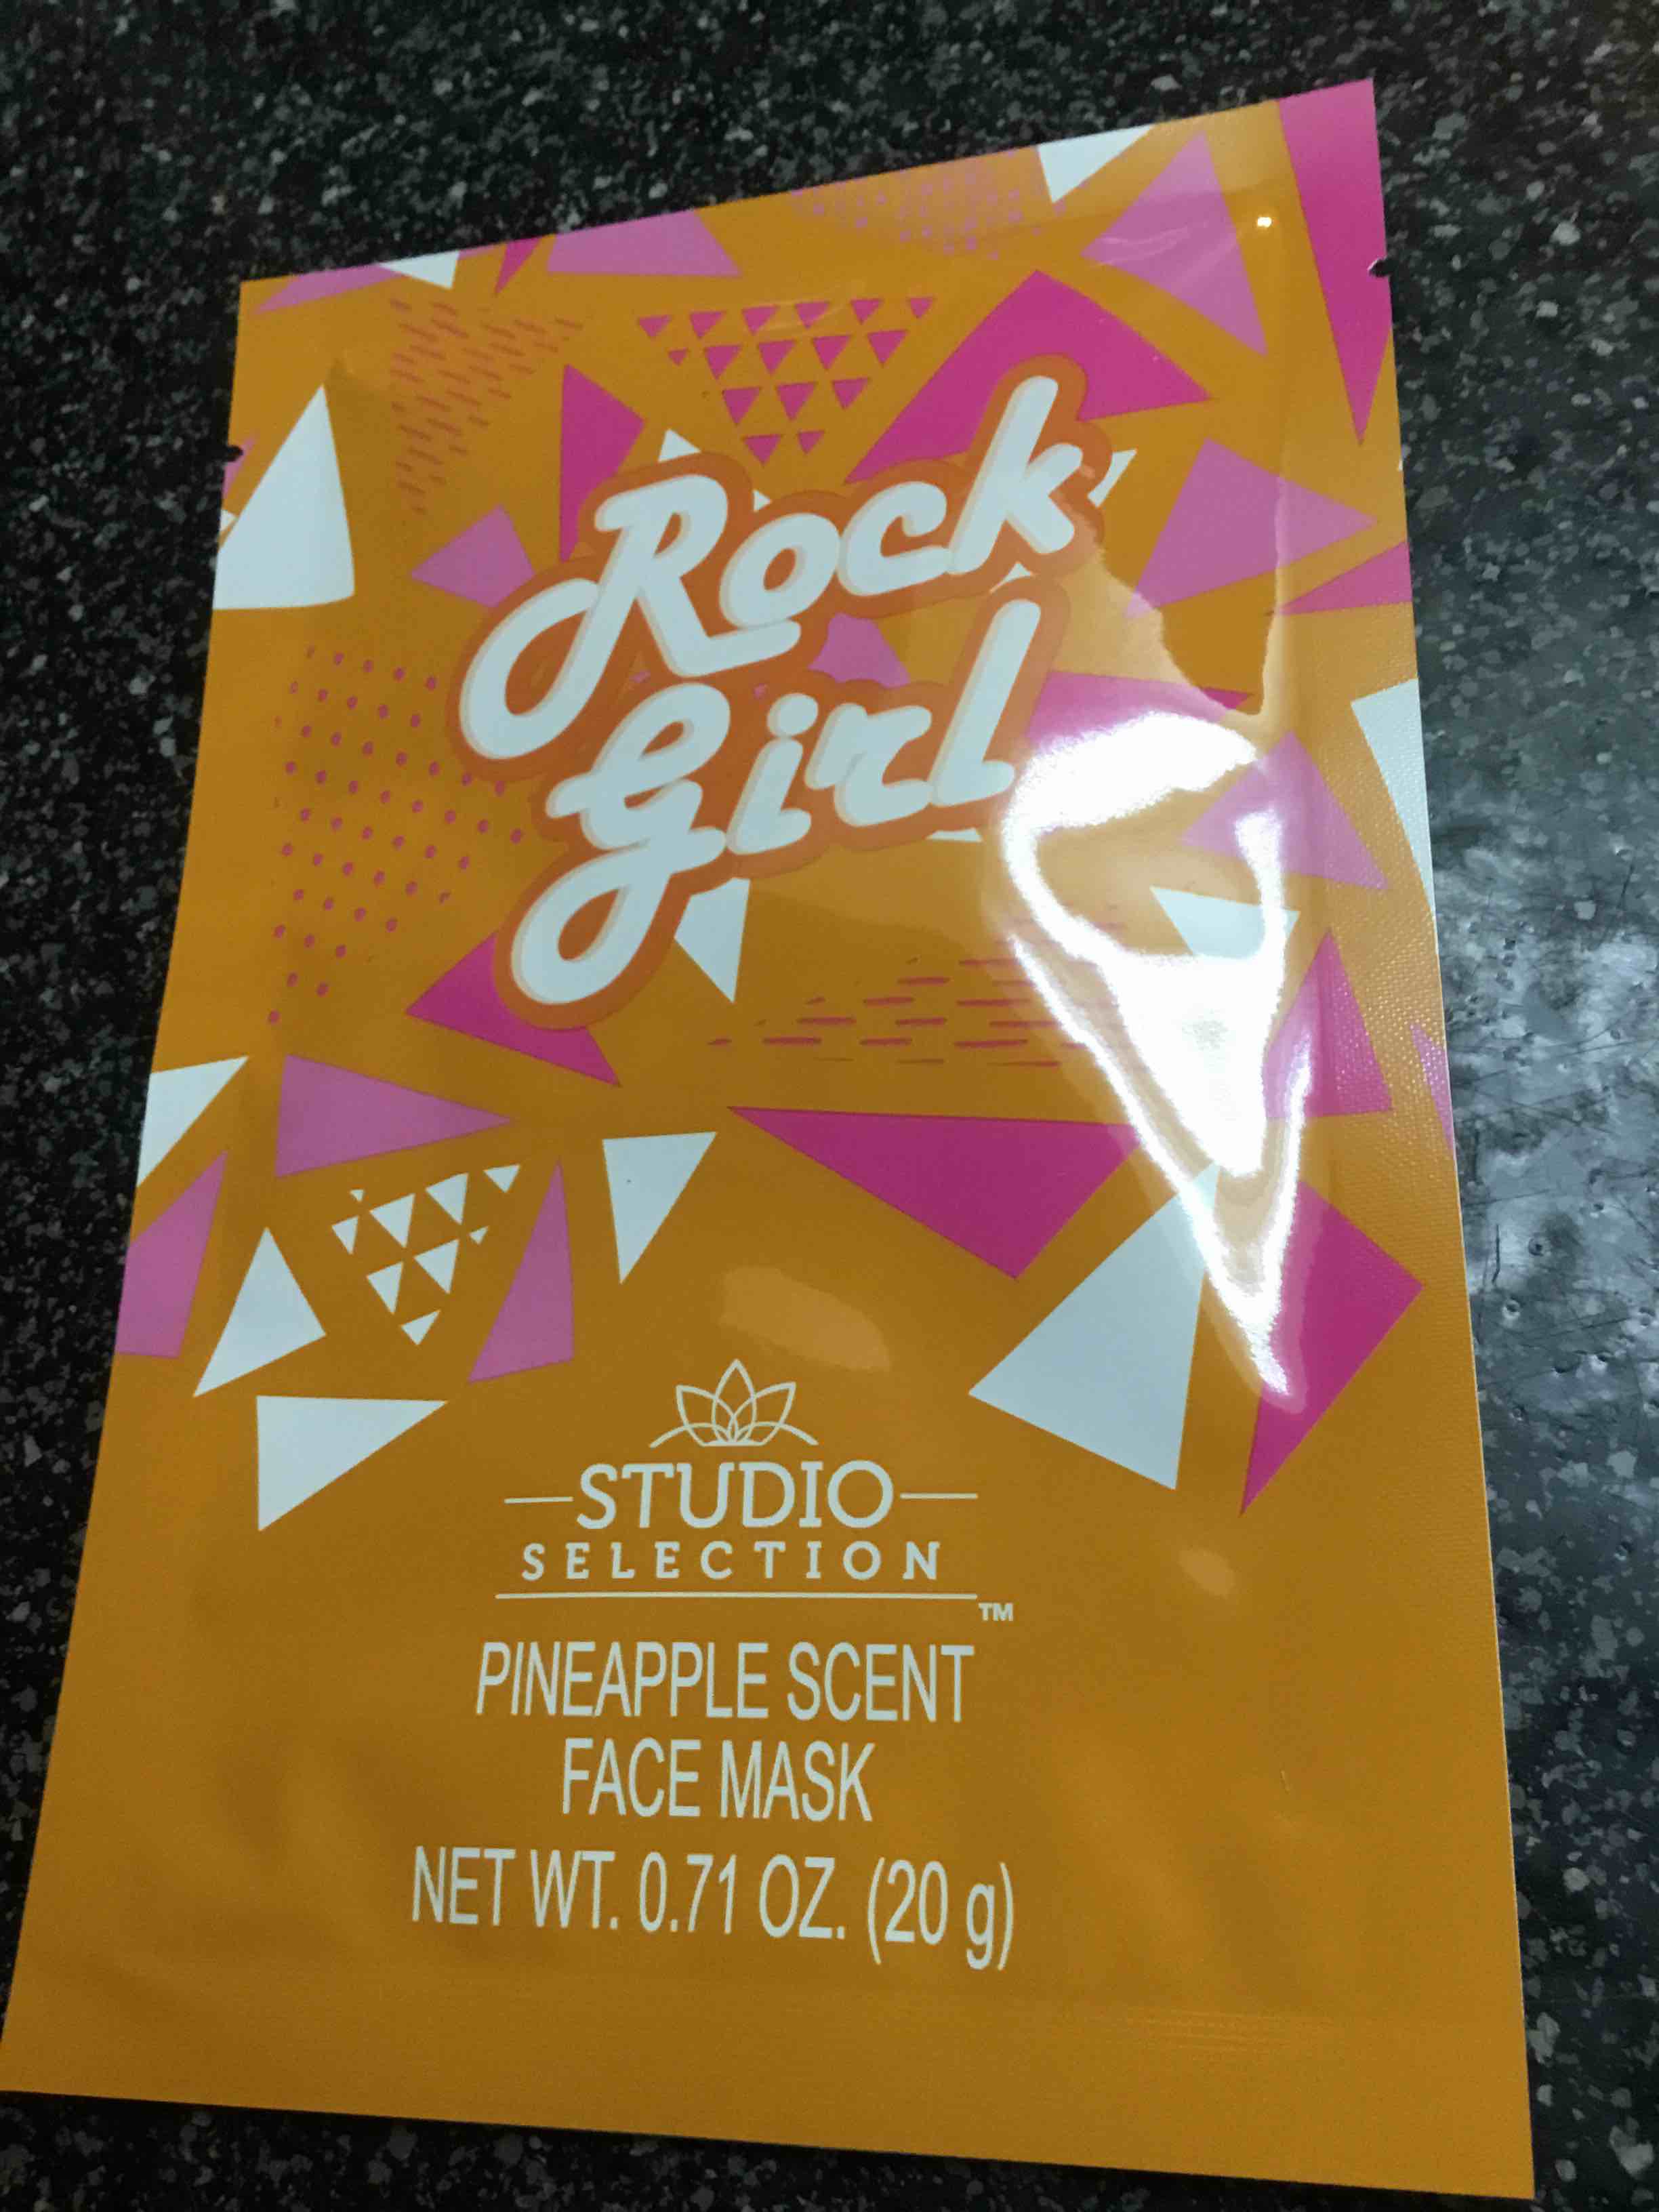 Rock
Girl
STUDIO
SELECTION
TM
PINEAPPLE SCENT
FACE MASK
NET WT. 0.71 OZ. (20 g)